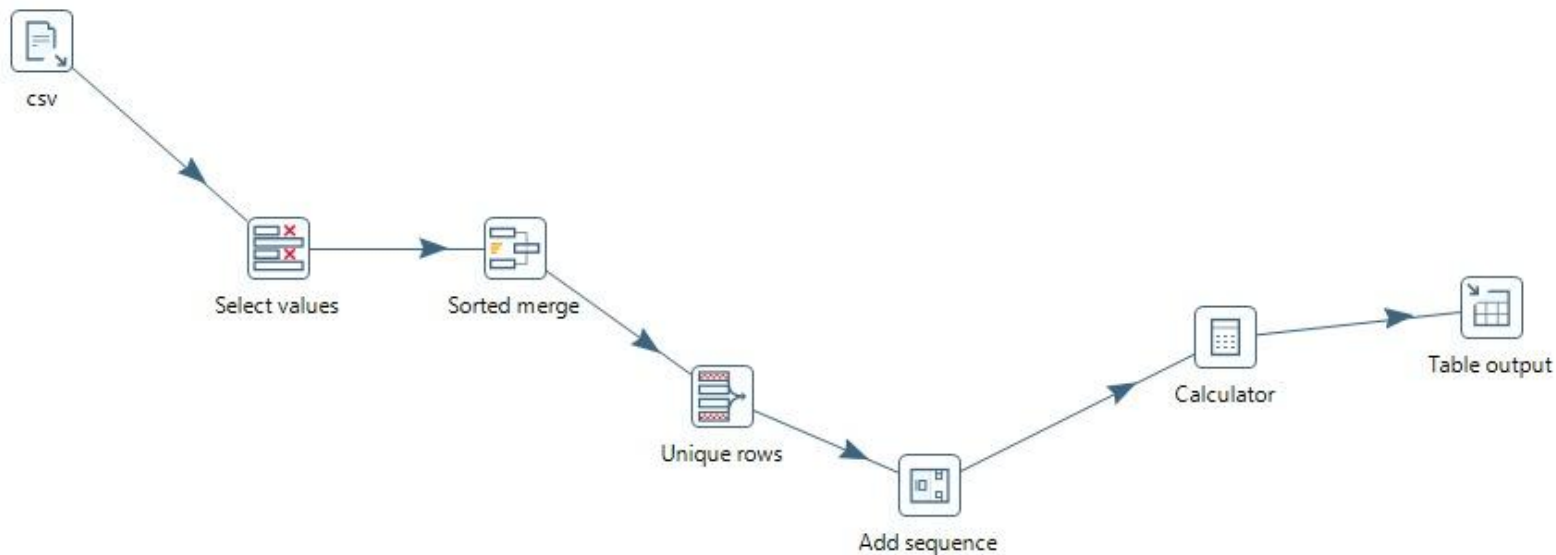 csv
Select values
Sorted merge
Unique rows
Add sequence
Calculator
Table output